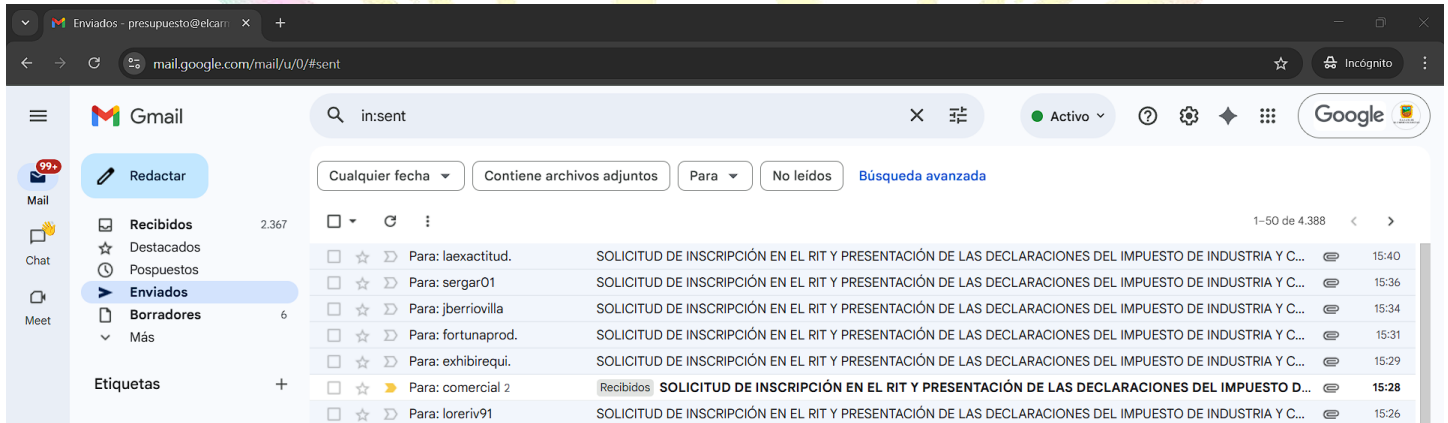 Enviados - presupuesto@elcarm
mail.google.com/mail/u/0/#sent
Incógnito
Gmail
in:sent
Activo
Google
99+
Redactar
Cualquier fecha
Contiene archivos adjuntos
Para
No leídos
Búsqueda avanzada
Mail
Recibidos 2.367
1–50 de 4.388
Destacados
Chat
Pospuestos
Enviados
Meet
Borradores 6
Más
Etiquetas
Para: laexactitud. SOLICITUD DE INSCRIPCIÓN EN EL RIT Y PRESENTACIÓN DE LAS DECLARACIONES DEL IMPUESTO DE INDUSTRIA Y C... 15:40
Para: sergar01 SOLICITUD DE INSCRIPCIÓN EN EL RIT Y PRESENTACIÓN DE LAS DECLARACIONES DEL IMPUESTO DE INDUSTRIA Y C... 15:36
Para: jberriovilla SOLICITUD DE INSCRIPCIÓN EN EL RIT Y PRESENTACIÓN DE LAS DECLARACIONES DEL IMPUESTO DE INDUSTRIA Y C... 15:34
Para: fortunaprod. SOLICITUD DE INSCRIPCIÓN EN EL RIT Y PRESENTACIÓN DE LAS DECLARACIONES DEL IMPUESTO DE INDUSTRIA Y C... 15:31
Para: exhibirequi. SOLICITUD DE INSCRIPCIÓN EN EL RIT Y PRESENTACIÓN DE LAS DECLARACIONES DEL IMPUESTO DE INDUSTRIA Y C... 15:29
Para: comercial 2 Recibidos SOLICITUD DE INSCRIPCIÓN EN EL RIT Y PRESENTACIÓN DE LAS DECLARACIONES DEL IMPUESTO D... 15:28
Para: loreriv91 SOLICITUD DE INSCRIPCIÓN EN EL RIT Y PRESENTACIÓN DE LAS DECLARACIONES DEL IMPUESTO DE INDUSTRIA Y C... 15:26